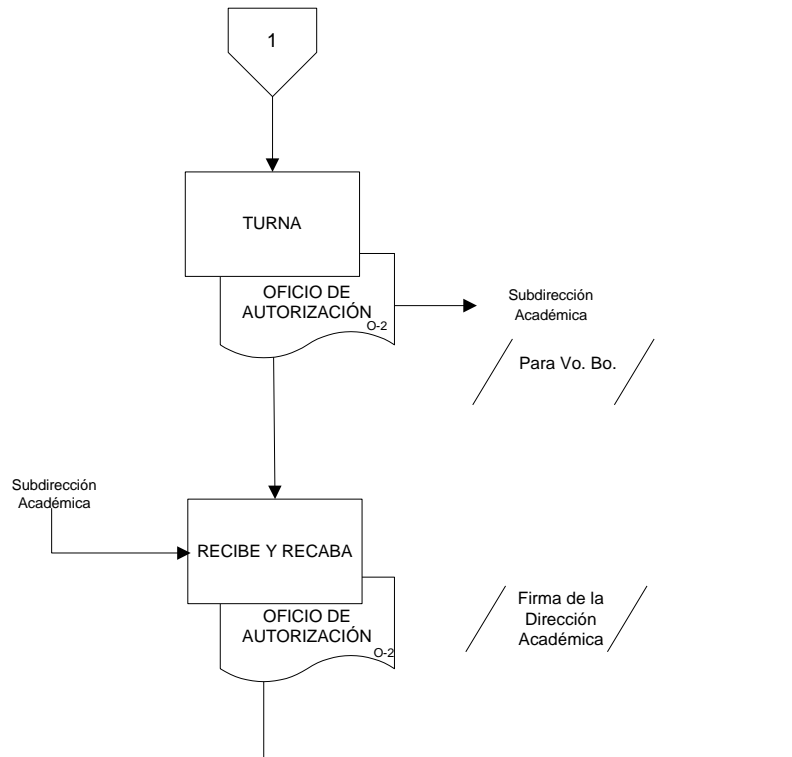 1
TURNA
OFICIO DE
AUTORIZACIÓN
O-2
Subdirección
Académica
Para Vo. Bo.
Subdirección
Académica
RECIBE Y RECABA
OFICIO DE
AUTORIZACIÓN
O-2
Firma de la
Dirección
Académica